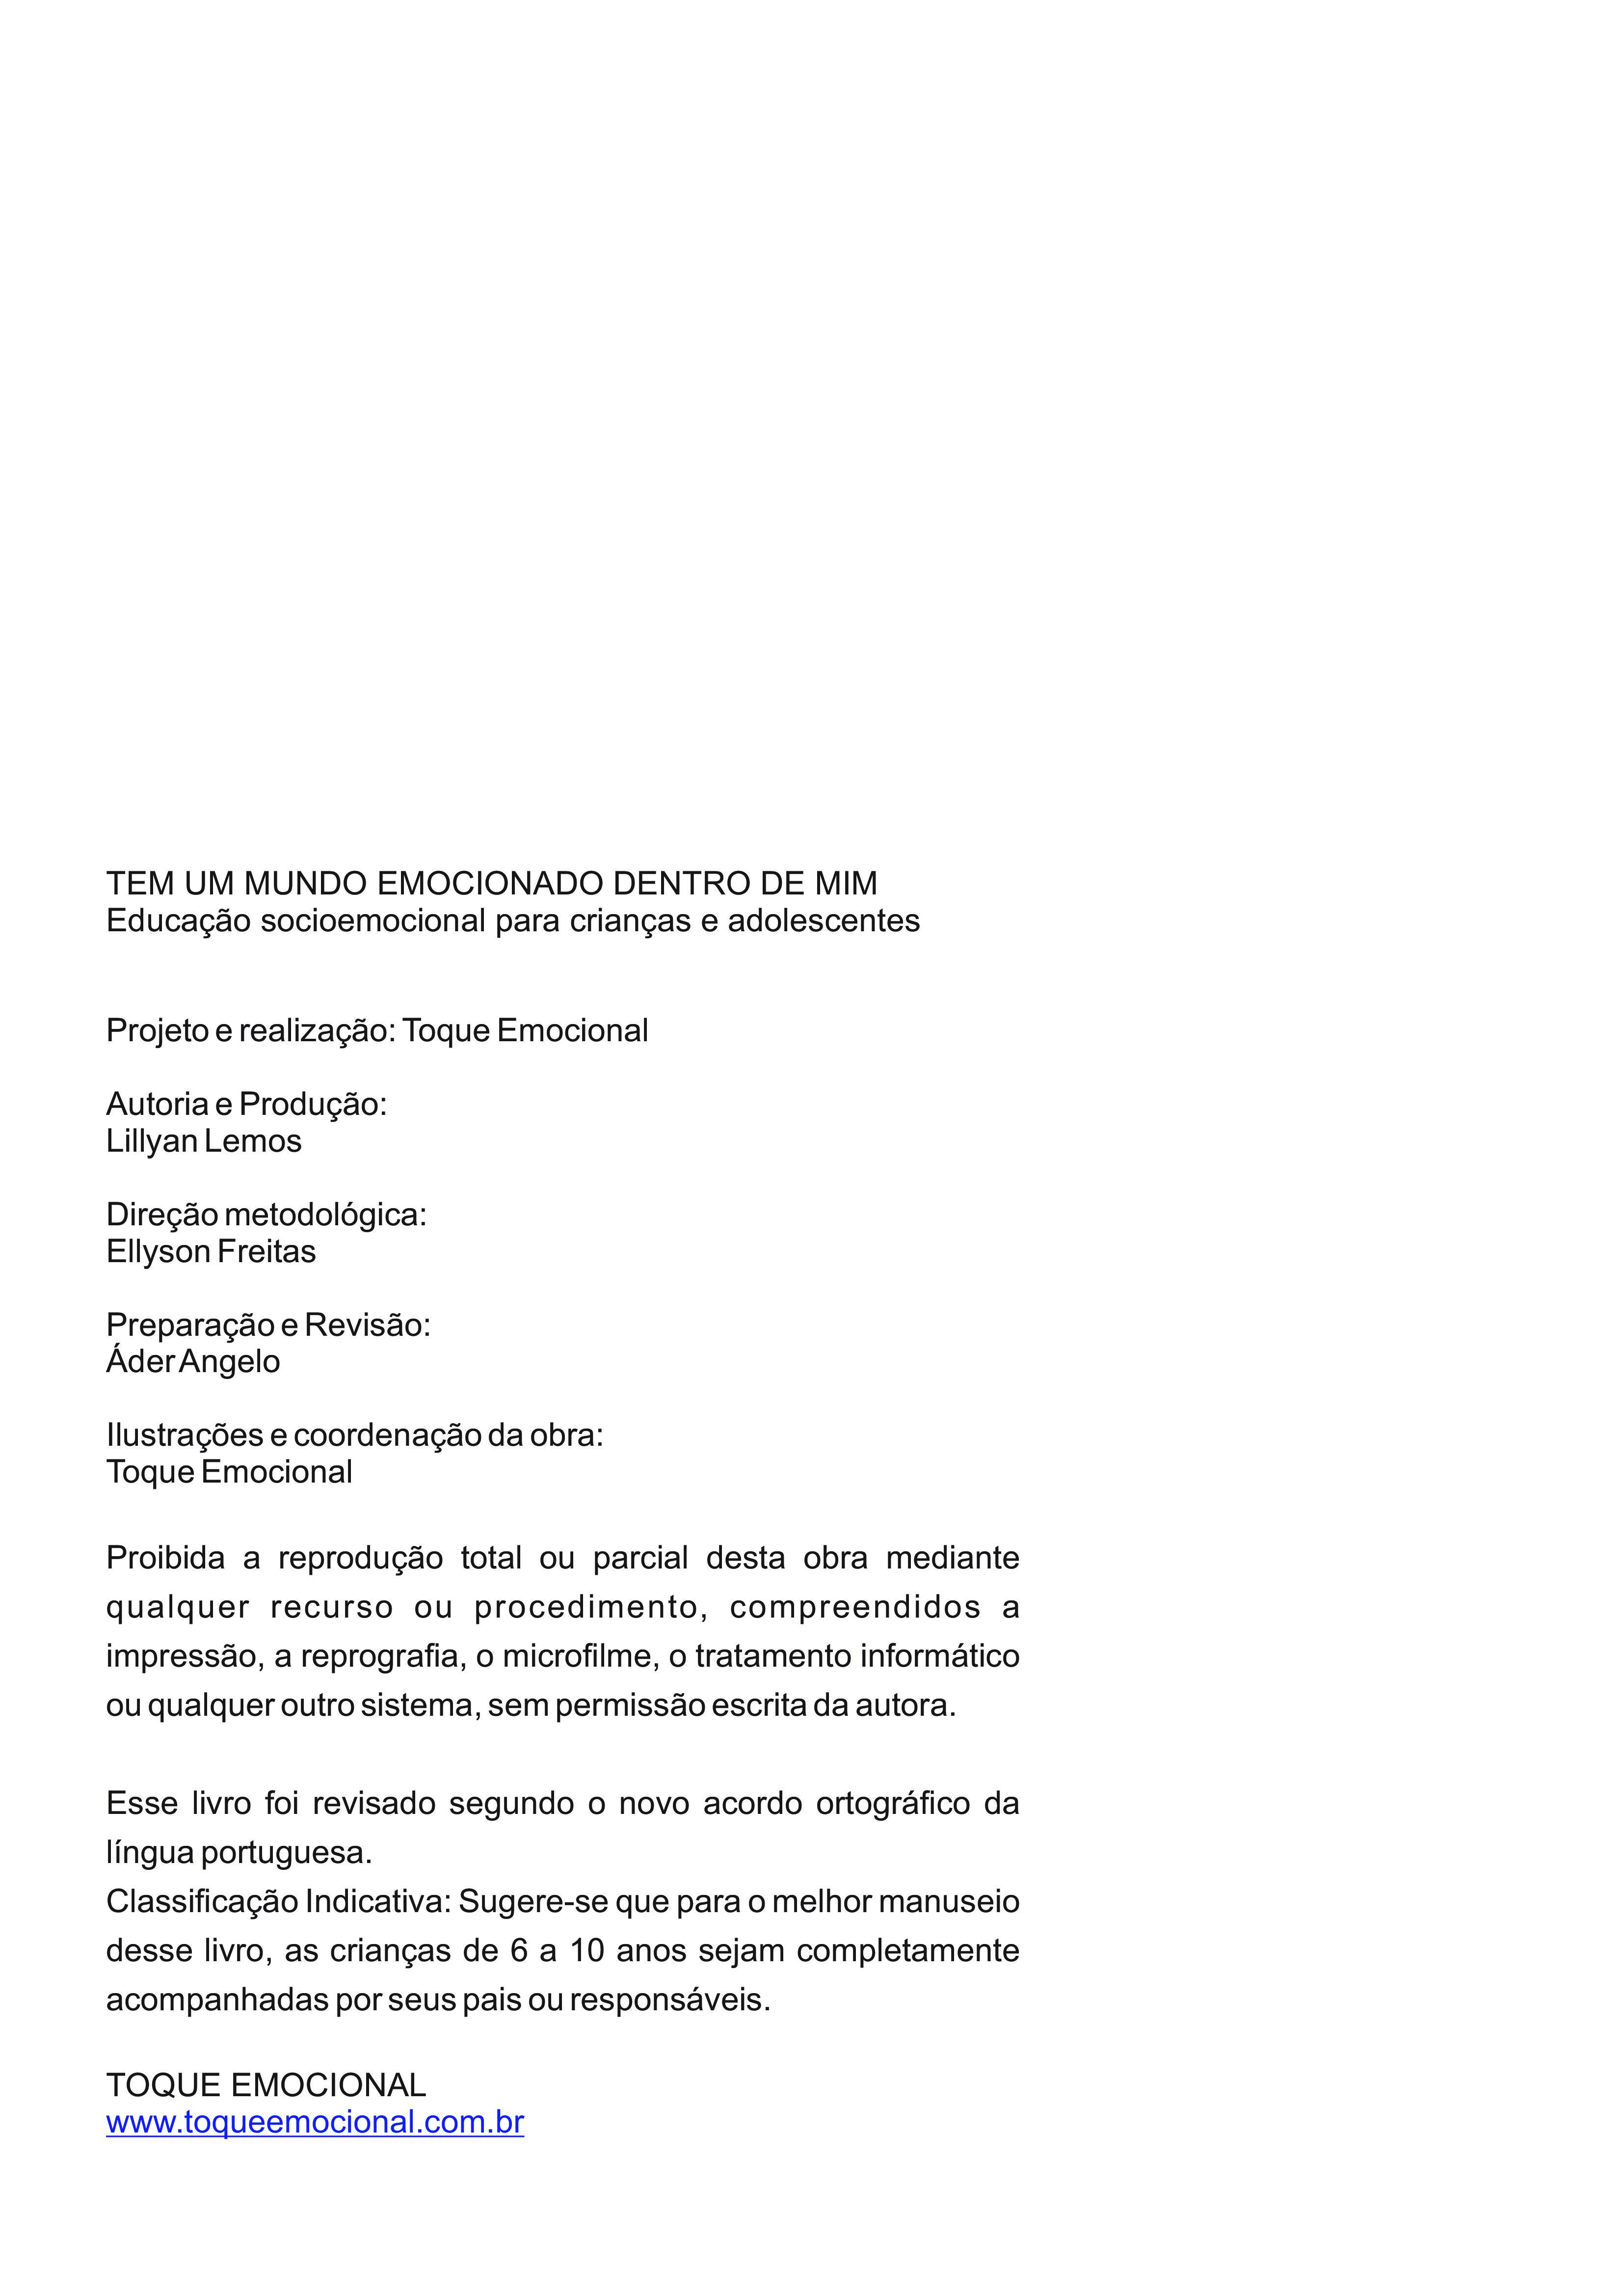 TEM UM MUNDO EMOCIONADO DENTRO DE MIM
Educação socioemocional para crianças e adolescentes
Projeto e realização: Toque Emocional
Autoria e Produção:
Lillyan Lemos
Direção metodológica:
Ellyson Freitas
Preparação e Revisão:
Áder Angelo
Ilustrações e coordenação da obra:
Toque Emocional
Proibida a reprodução total ou parcial desta obra mediante
qualquer recurso ou procedimento, compreendidos a
impressão, a reprografia, o microfilme, o tratamento informático
ou qualquer outro sistema, sem permissão escrita da autora.
Esse livro foi revisado segundo o novo acordo ortográfico da
língua portuguesa.
Classificação Indicativa: Sugere-se que para o melhor manuseio
desse livro, as crianças de 6 a 10 anos sejam completamente
acompanhadas por seus pais ou responsáveis.
TOQUE EMOCIONAL
www.toqueemocional.com.br